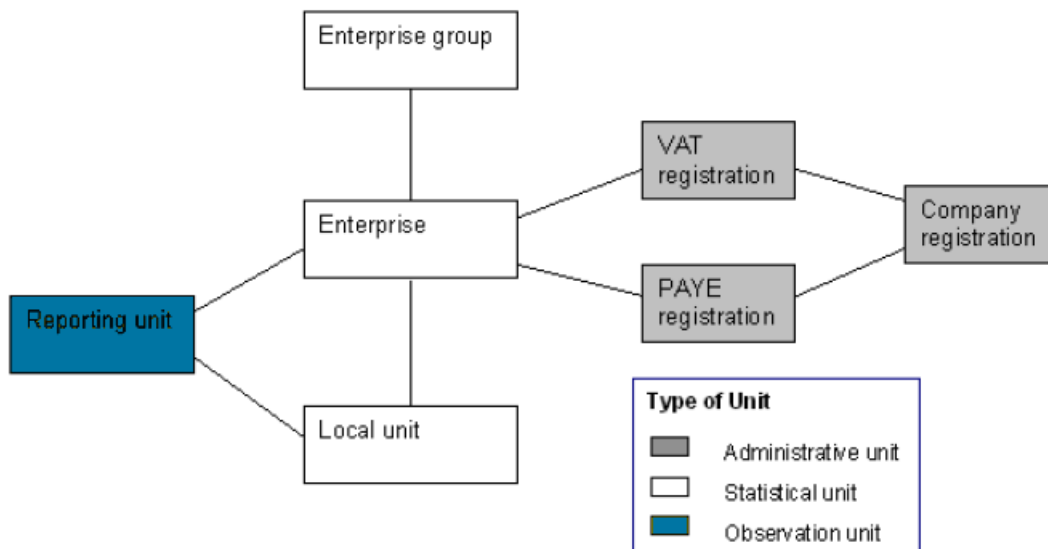 Enterprise group
VAT
registration
Enterprise
Company
registration
PAYE
registration
Reporting unit
Local unit
Type of Unit
Administrative unit
Statistical unit
Observation unit